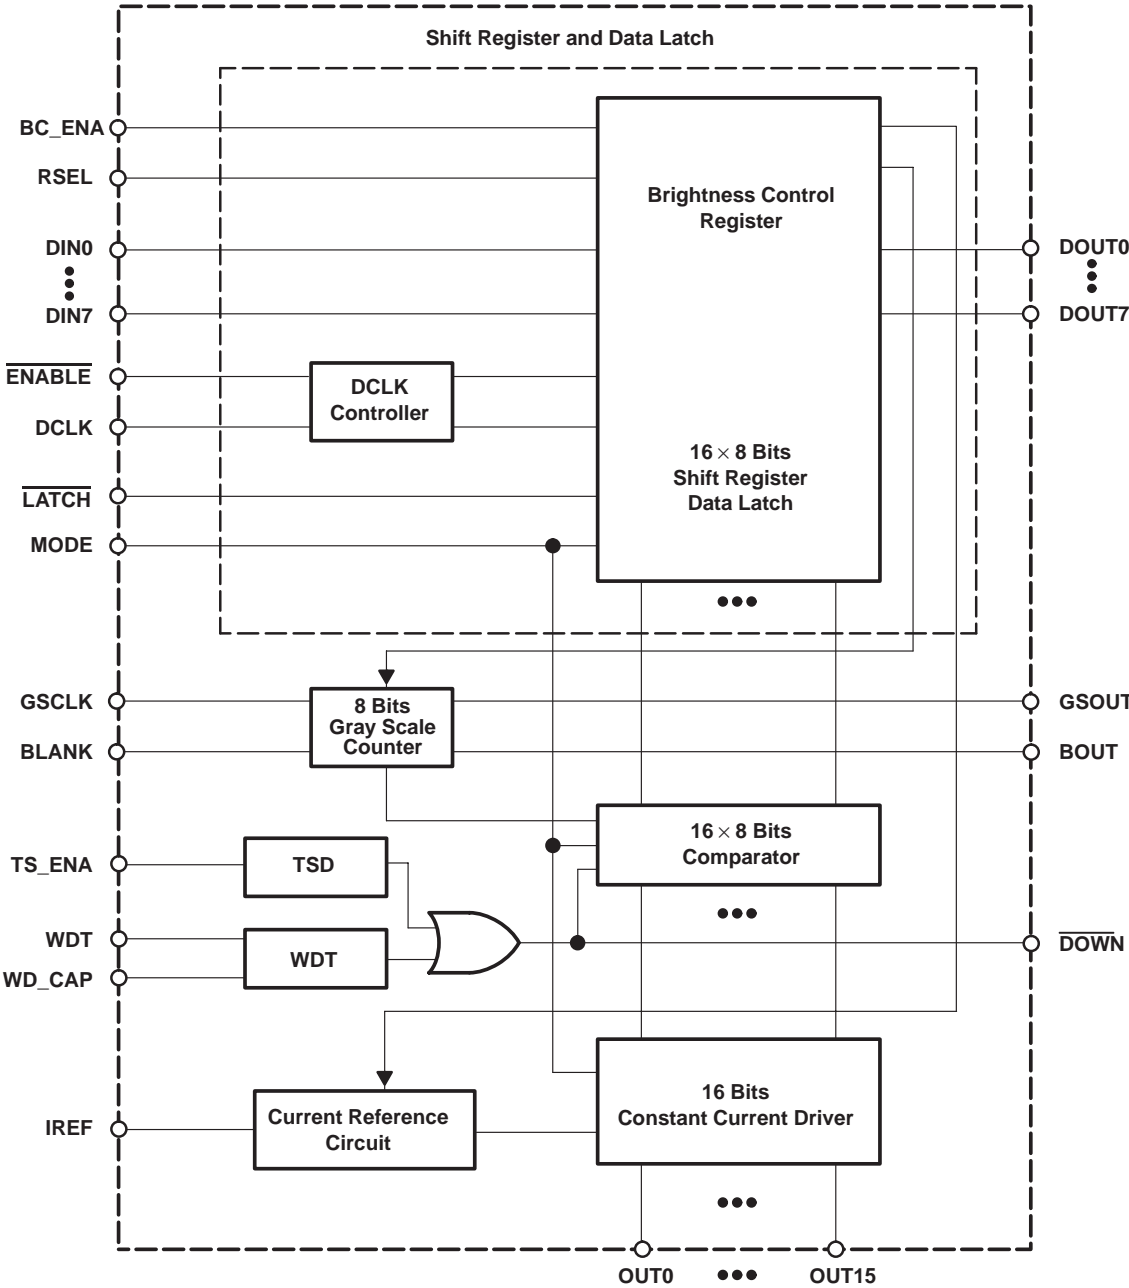 Shift Register and Data Latch
BC_ENA
RSEL
Brightness Control
Register
DIN0
DOUT0
DIN7
DOUT7
ENABLE
DCLK
Controller
DCLK
16 × 8 Bits
Shift Register
Data Latch
LATCH
MODE
GSCLK
8 Bits
Gray Scale
Counter
GSOUT
BLANK
BOUT
16 × 8 Bits
Comparator
TS_ENA
TSD
WDT
WDT
DOWN
WD_CAP
16 Bits
Constant Current Driver
IREF
Current Reference
Circuit
OUT0
OUT15